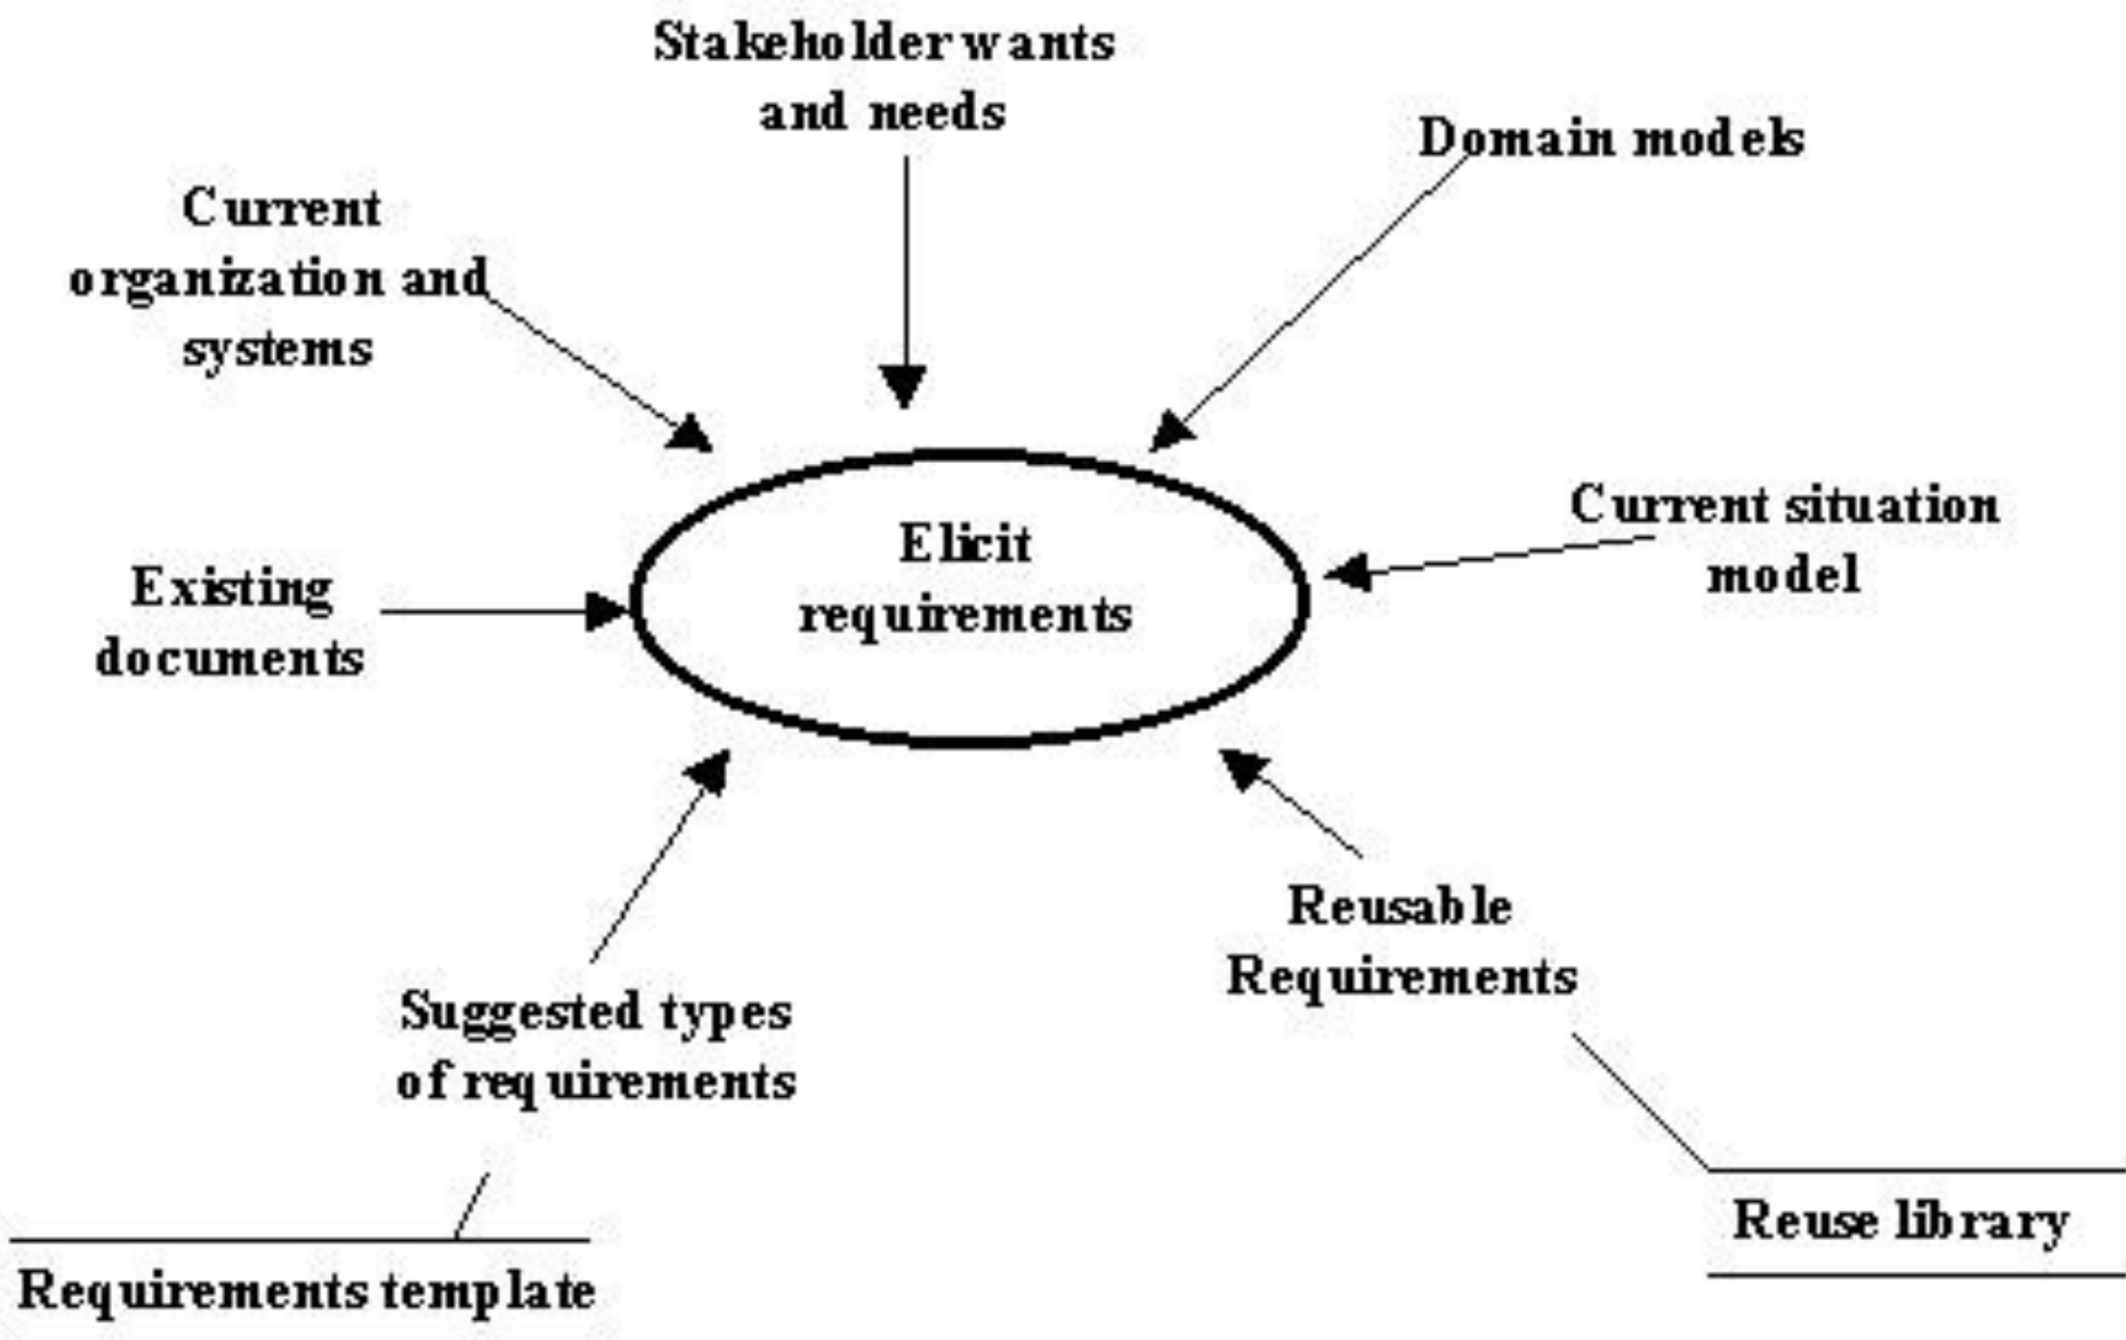 Stakeholder wants
and needs
Domain models
Current
organization and
systems
Current situation
model
Elicit
requirements
Existing
documents
Reusable
Requirements
Suggested types
of requirements
Reuse library
Requirements template